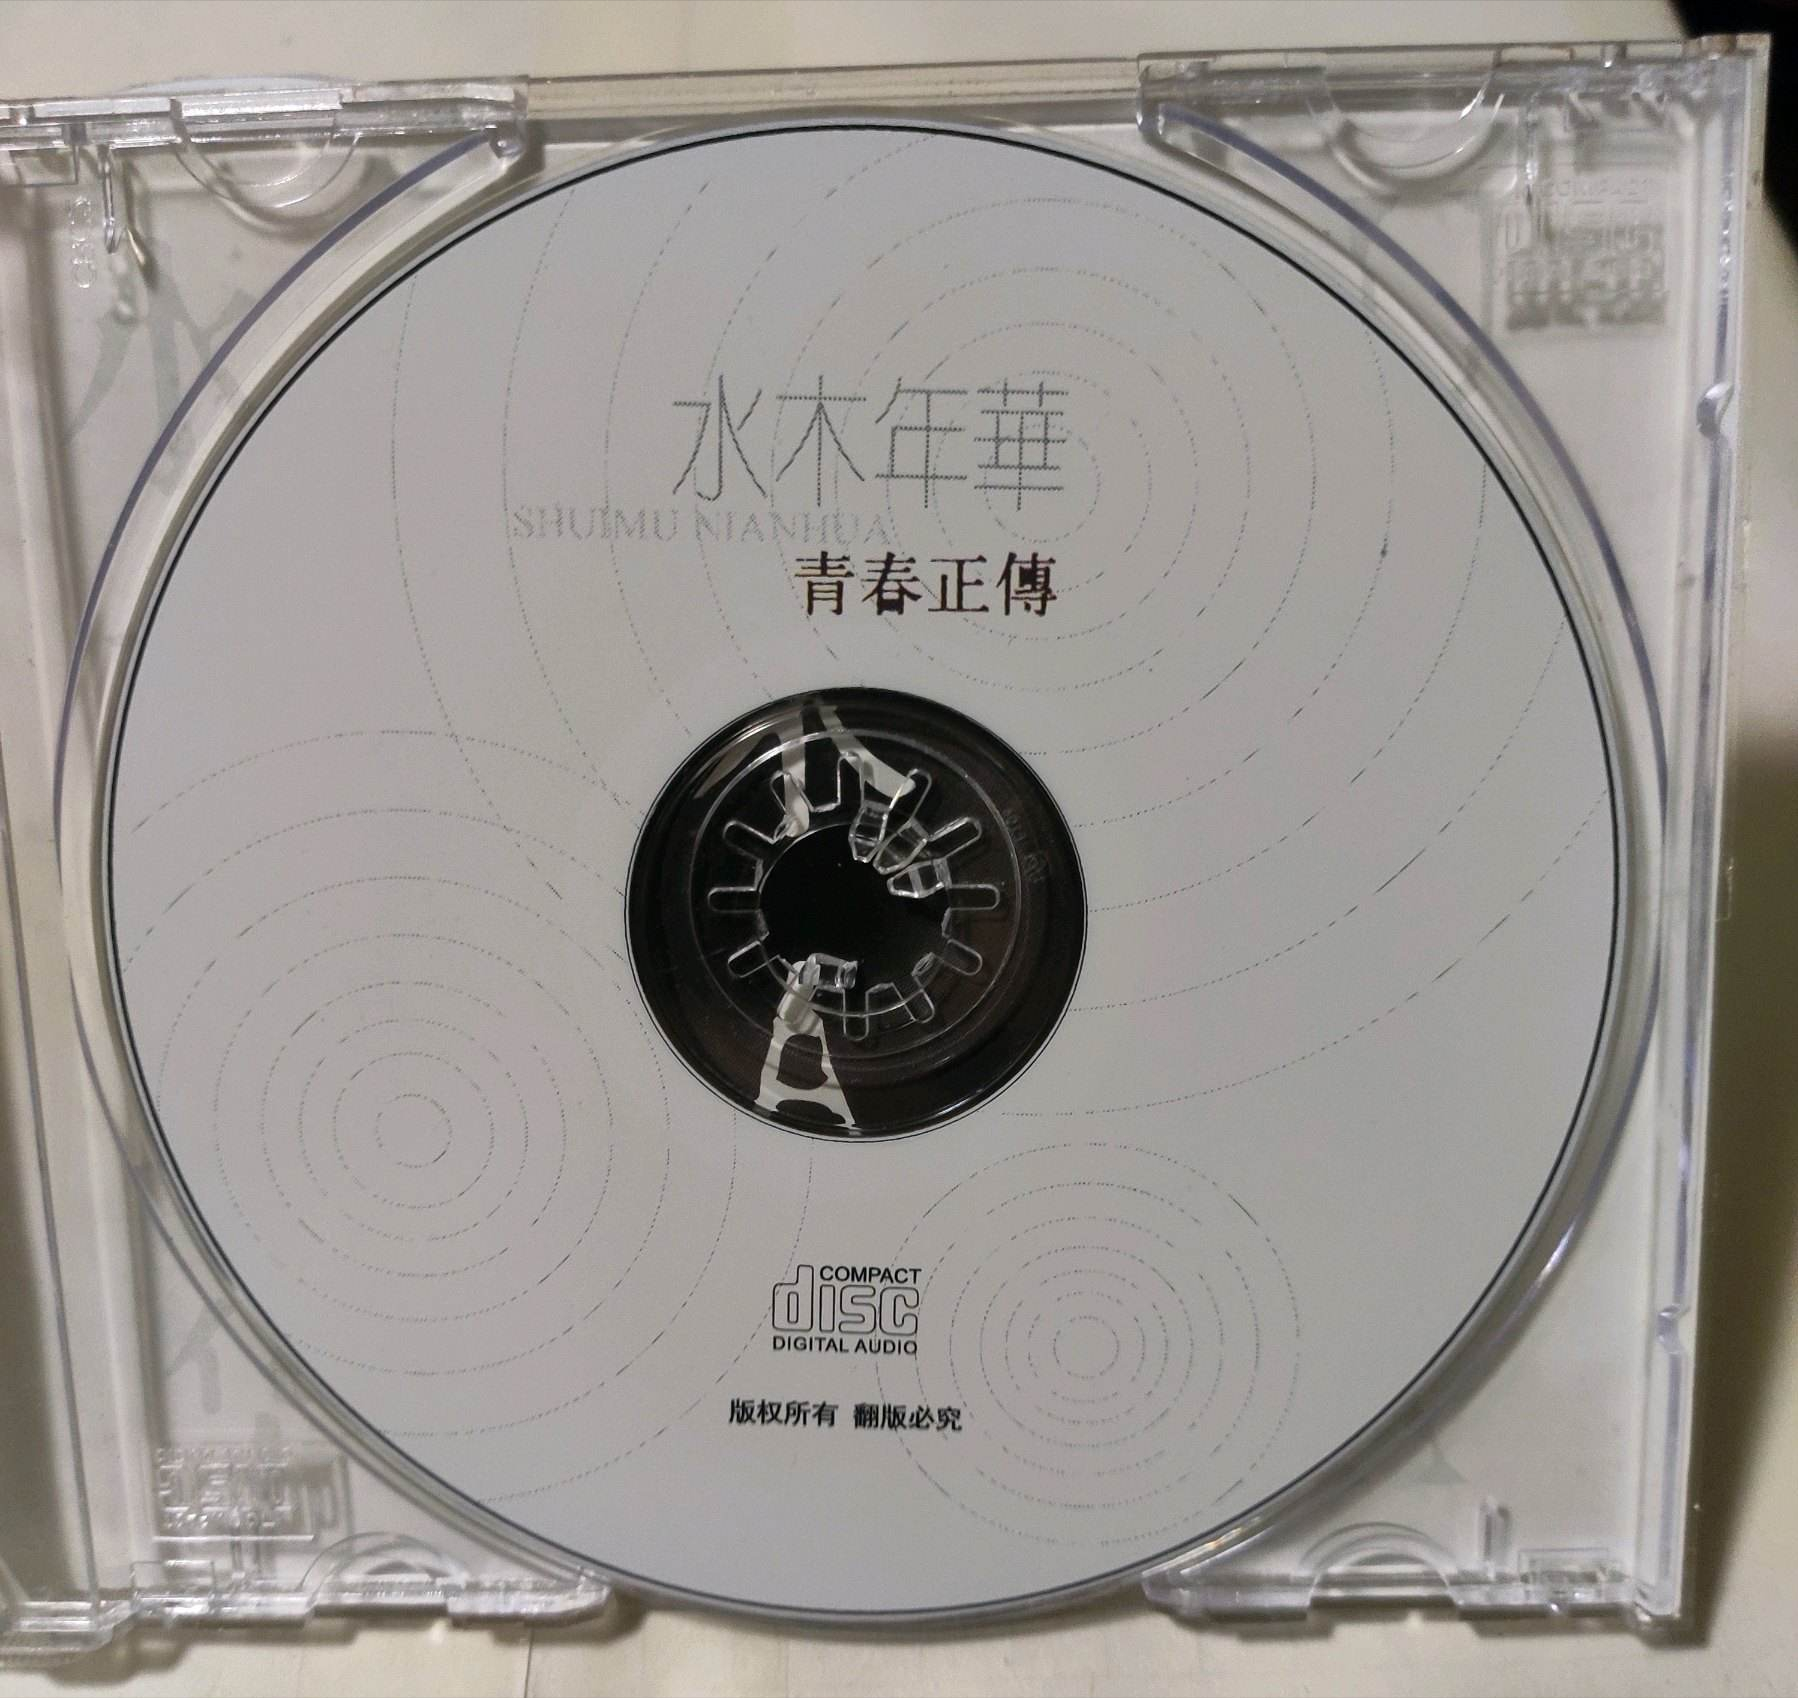 水木年華
SHUIMU NIANHUA
青春正傳
COMPACT
disc
DIGITAL AUDIO
版权所有 翻版必究